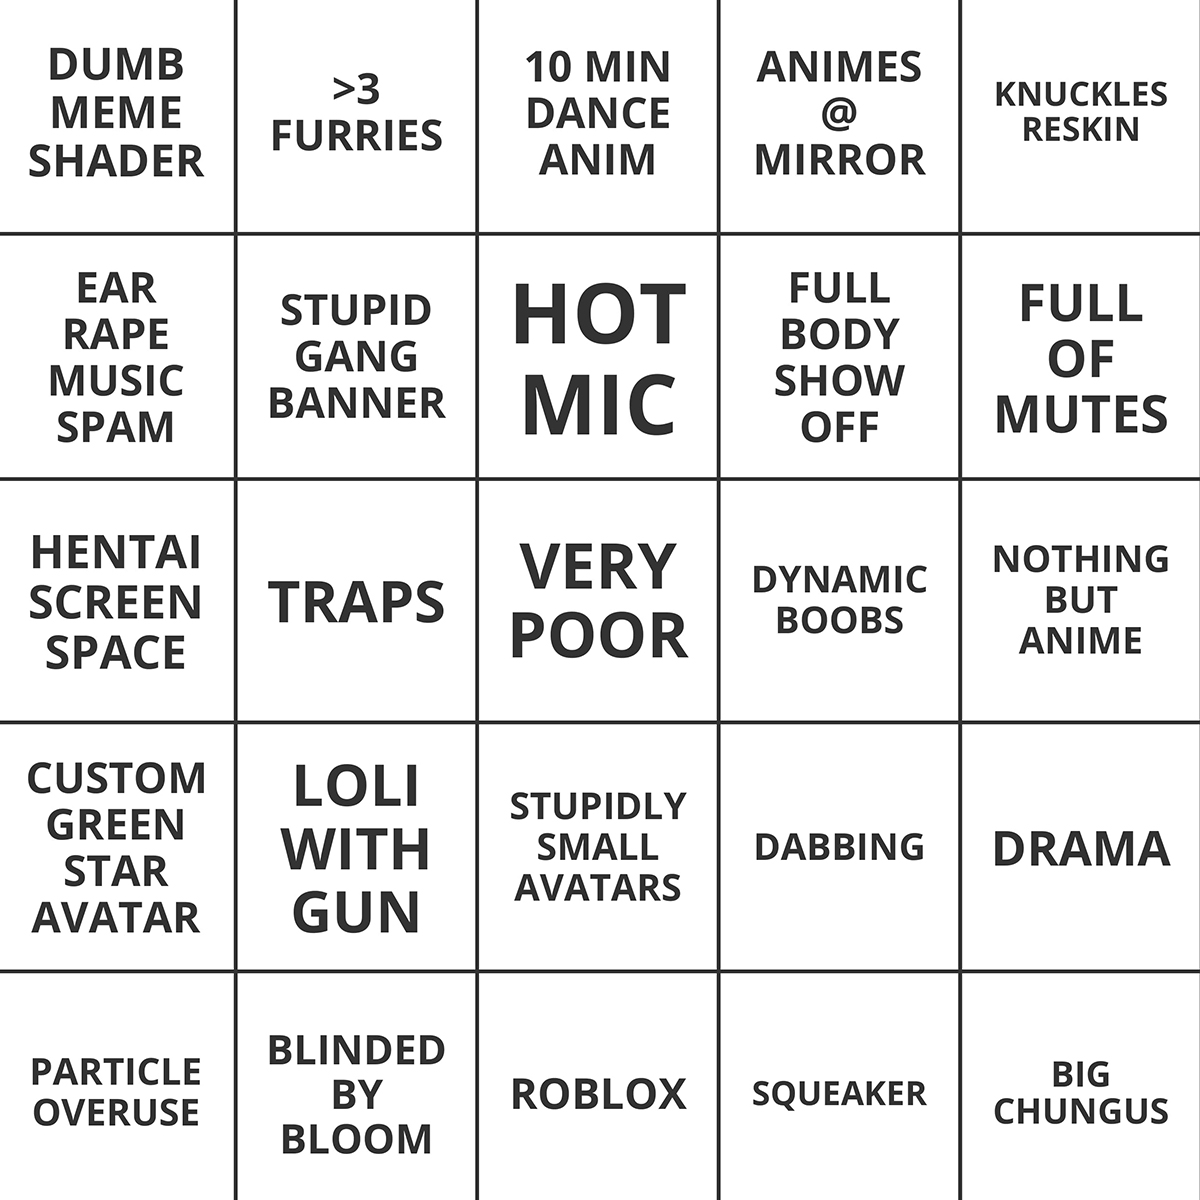 DUMB
MEME
SHADER
>3
FURRIES
10 MIN
DANCE
ANIM
ANIMES
@
MIRROR
KNUCKLES
RESKIN
EAR
RAPE
MUSIC
SPAM
STUPID
GANG
BANNER
HOT
MIC
FULL
BODY
SHOW
OFF
FULL
OF
MUTES
HENTAI
SCREEN
SPACE
TRAPS
VERY
POOR
DYNAMIC
BOOBS
NOTHING
BUT
ANIME
CUSTOM
GREEN
STAR
AVATAR
LOLI
WITH
GUN
STUPIDLY
SMALL
AVATARS
DABBING
DRAMA
PARTICLE
OVERUSE
BLINDED
BY
BLOOM
ROBLOX
SQUEAKER
BIG
CHUNGUS